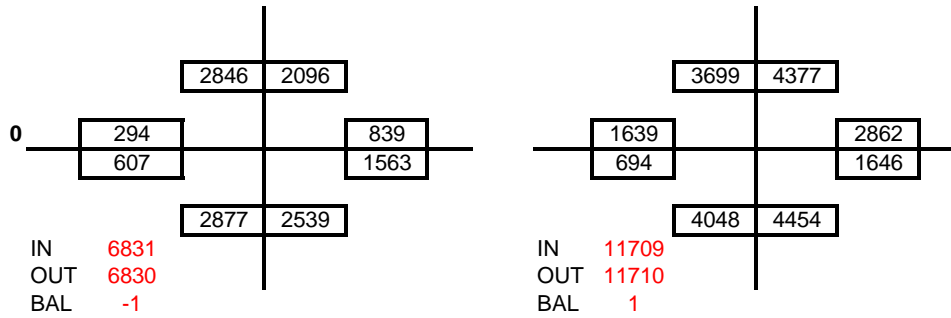 2846 2096 3699 4377
0 294 839 1639 2862
607 1563 694 1646
2877 2539 4048 4454
IN 6831 IN 11709
OUT 6830 OUT 11710
BAL -1 BAL 1